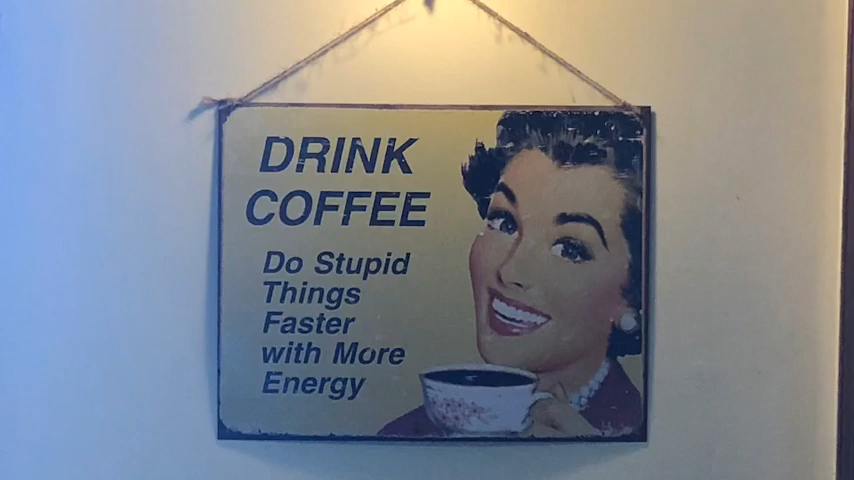 DRINK
COFFEE
Do Stupid
Things
Faster
with More
Energy